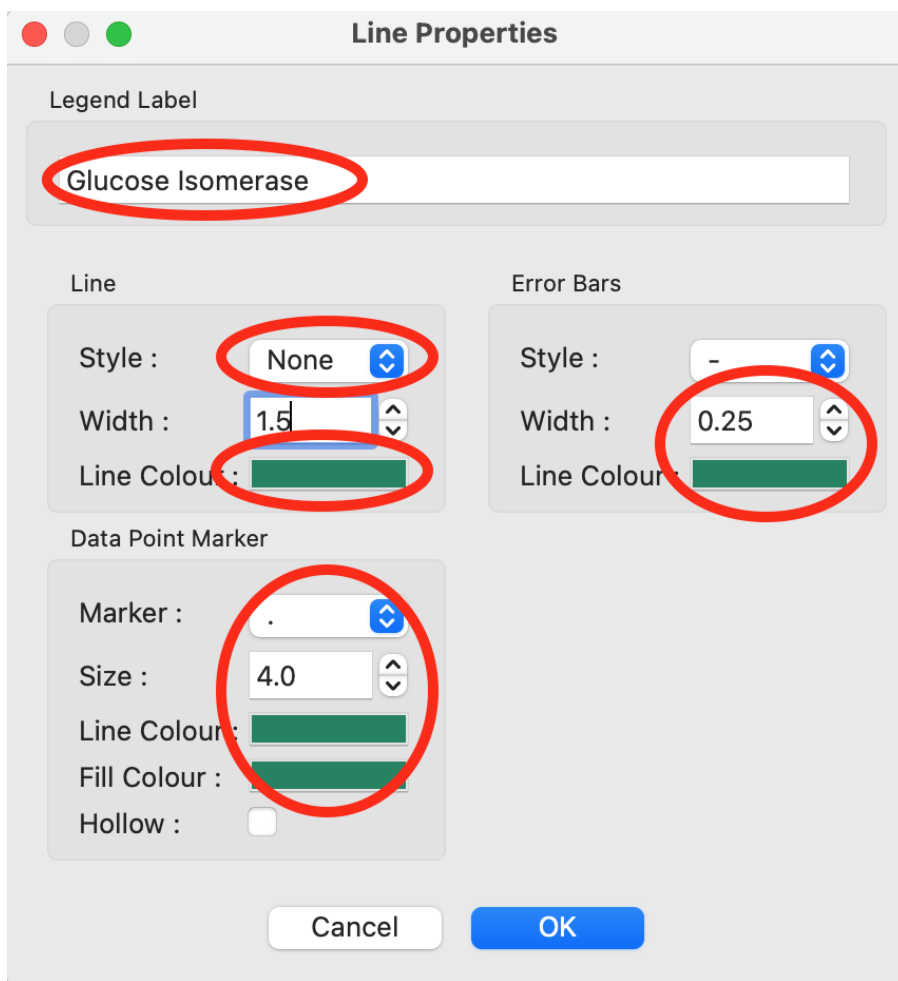 Line Properties
Legend Label
Glucose Isomerase
Line
Style : None
Width : 1.5
Line Colour :
Error Bars
Style : -
Width : 0.25
Line Colour :
Data Point Marker
Marker : .
Size : 4.0
Line Colour :
Fill Colour :
Hollow :
Cancel OK